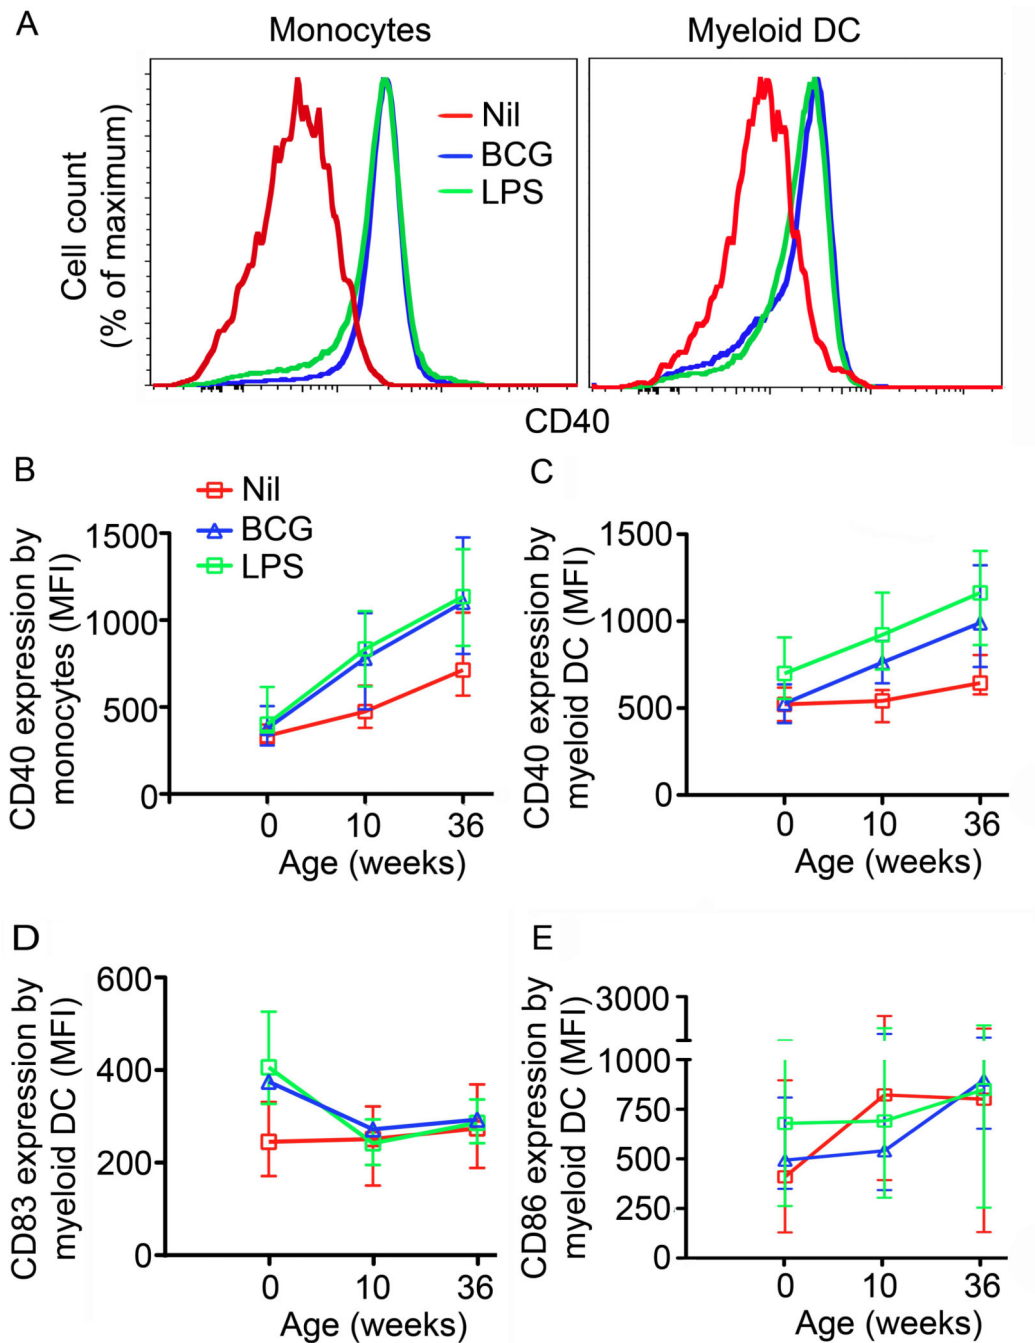 A
Monocytes
Myeloid DC
Cell count
(% of maximum)
Nil
BCG
LPS
CD40
B
CD40 expression by
monocytes (MFI)
Nil
BCG
LPS
1500
1000
500
0
0 10 36
Age (weeks)
C
CD40 expression by
myeloid DC (MFI)
1500
1000
500
0
0 10 36
Age (weeks)
D
CD83 expression by
myeloid DC (MFI)
600
400
200
0
0 10 36
Age (weeks)
E
CD86 expression by
myeloid DC (MFI)
3000
1000
750
500
250
0
0 10 36
Age (weeks)